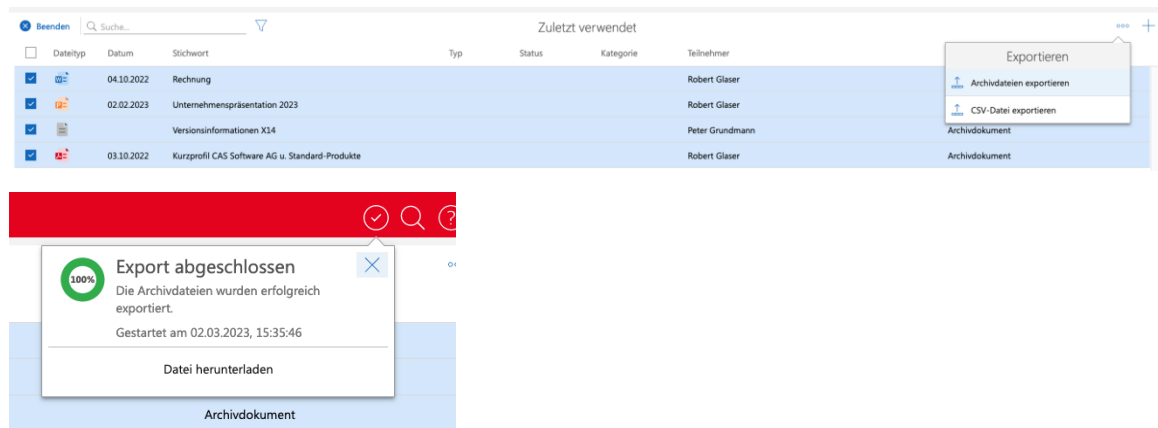 Beenden Suche... Zuletzt verwendet
Dateityp Datum Stichwort Typ Status Kategorie Teilnehmer
Exportieren
Archivdateien exportieren
CSV-Datei exportieren
04.10.2022 Rechnung Robert Glaser
02.02.2023 Unternehmenspräsentation 2023 Robert Glaser
Versionsinformationen X14 Peter Grundmann Archivdokument
03.10.2022 Kurzprofil CAS Software AG u. Standard-Produkte Robert Glaser Archivdokument
100%
Export abgeschlossen
Die Archivdateien wurden erfolgreich
exportiert.
Gestartet am 02.03.2023, 15:35:46
Datei herunterladen
Archivdokument